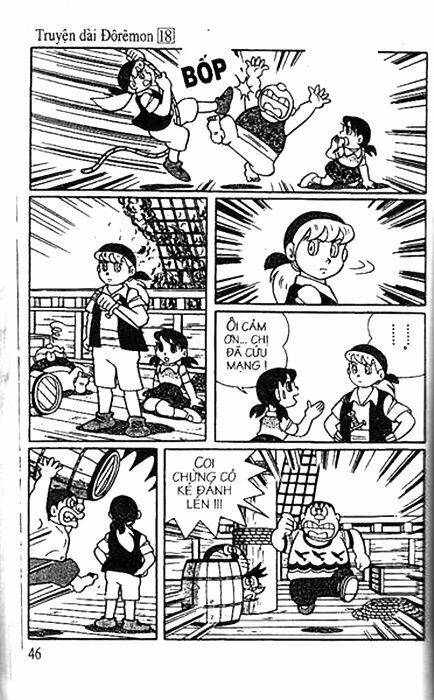 Truyện dài Đôrêmon 18
BỐP
ÔI CẢM
ƠN... CHỊ
ĐÃ CỨU
MẠNG !
. . . !
COI
CHỪNG CÓ
KẺ ĐÁNH
LÉN !!!
46